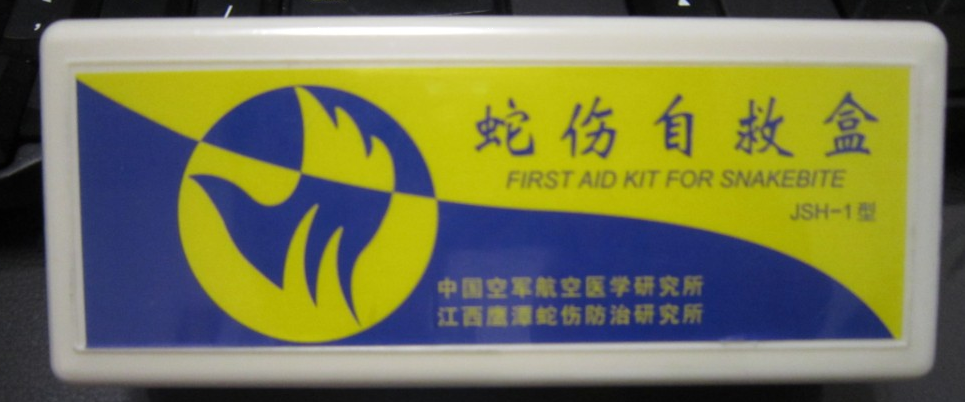 蛇伤自救盒
FIRST AID KIT FOR SNAKEBITE
JSH-1型
中国空军航空医学研究所
江西鹰潭蛇伤防治研究所